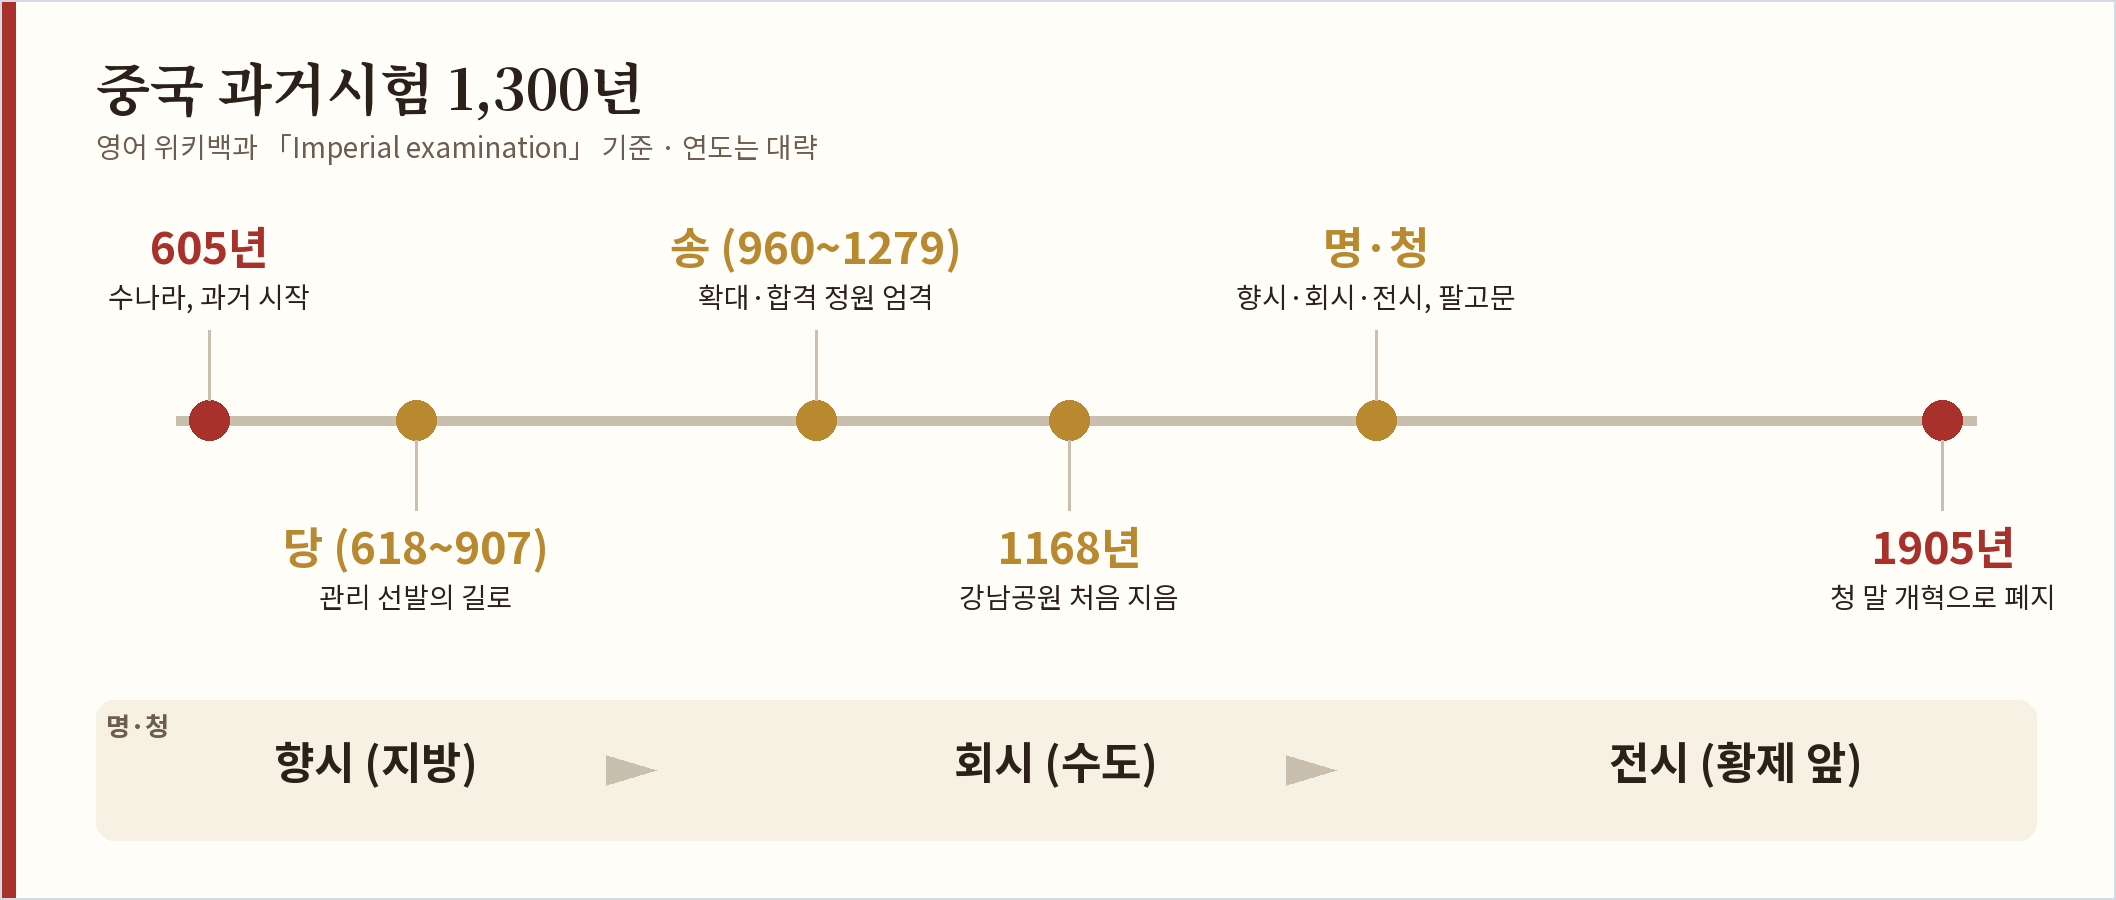 중국 과거시험 1,300년
영어 위키백과 「Imperial examination」 기준 · 연도는 대략
605년
수나라, 과거 시작
송 (960~1279)
확대·합격 정원 엄격
명·청
향시·회시·전시, 팔고문
당 (618~907)
관리 선발의 길로
1168년
강남공원 처음 지음
1905년
청 말 개혁으로 폐지
명·청
향시 (지방)
회시 (수도)
전시 (황제 앞)